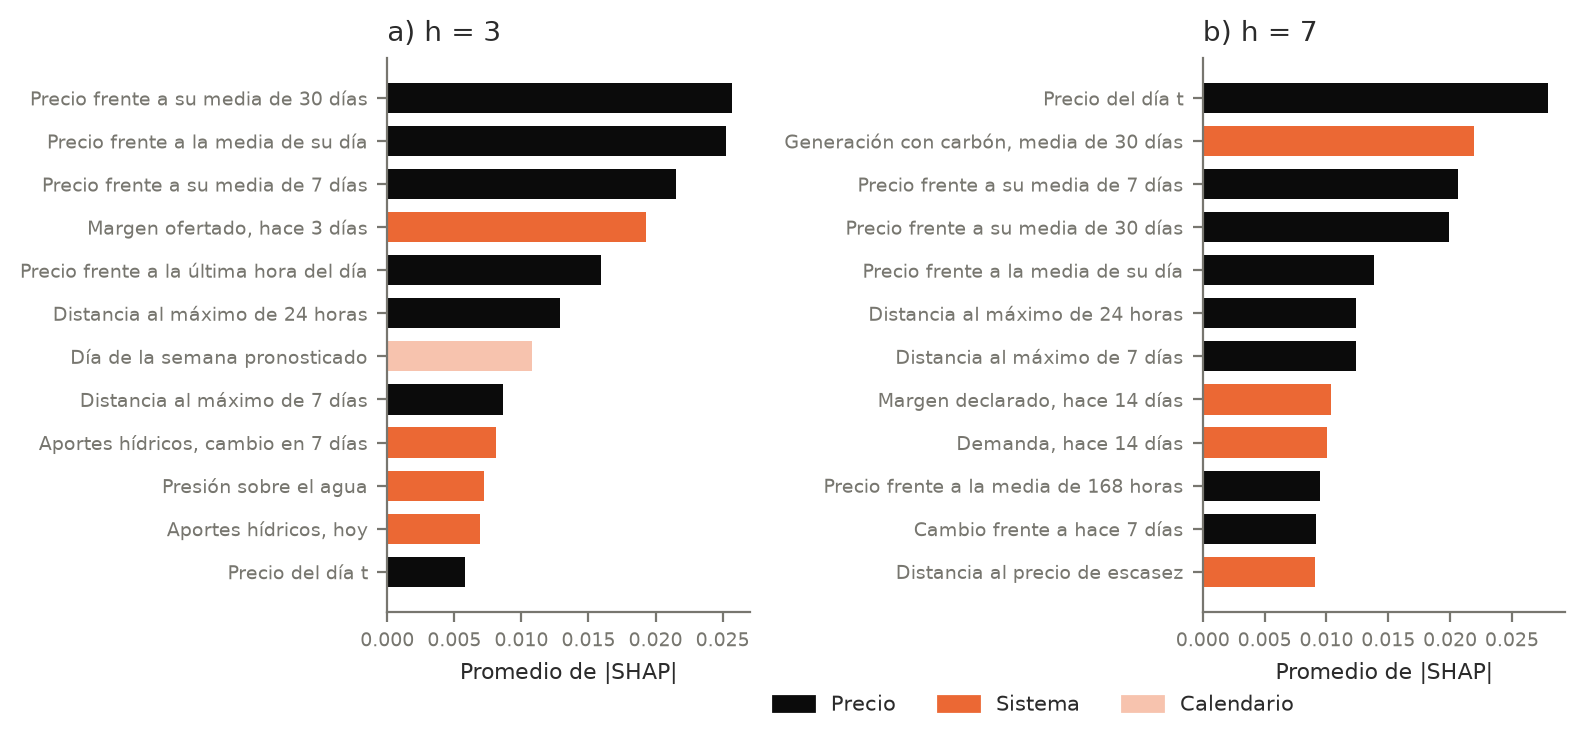 a) h = 3
Precio frente a su media de 30 días
Precio frente a la media de su día
Precio frente a su media de 7 días
Margen ofertado, hace 3 días
Precio frente a la última hora del día
Distancia al máximo de 24 horas
Día de la semana pronosticado
Distancia al máximo de 7 días
Aportes hídricos, cambio en 7 días
Presión sobre el agua
Aportes hídricos, hoy
Precio del día t
0.000 0.005 0.010 0.015 0.020 0.025
Promedio de |SHAP|
b) h = 7
Precio del día t
Generación con carbón, media de 30 días
Precio frente a su media de 7 días
Precio frente a su media de 30 días
Precio frente a la media de su día
Distancia al máximo de 24 horas
Distancia al máximo de 7 días
Margen declarado, hace 14 días
Demanda, hace 14 días
Precio frente a la media de 168 horas
Cambio frente a hace 7 días
Distancia al precio de escasez
0.000 0.005 0.010 0.015 0.020 0.025
Promedio de |SHAP|
Precio Sistema Calendario